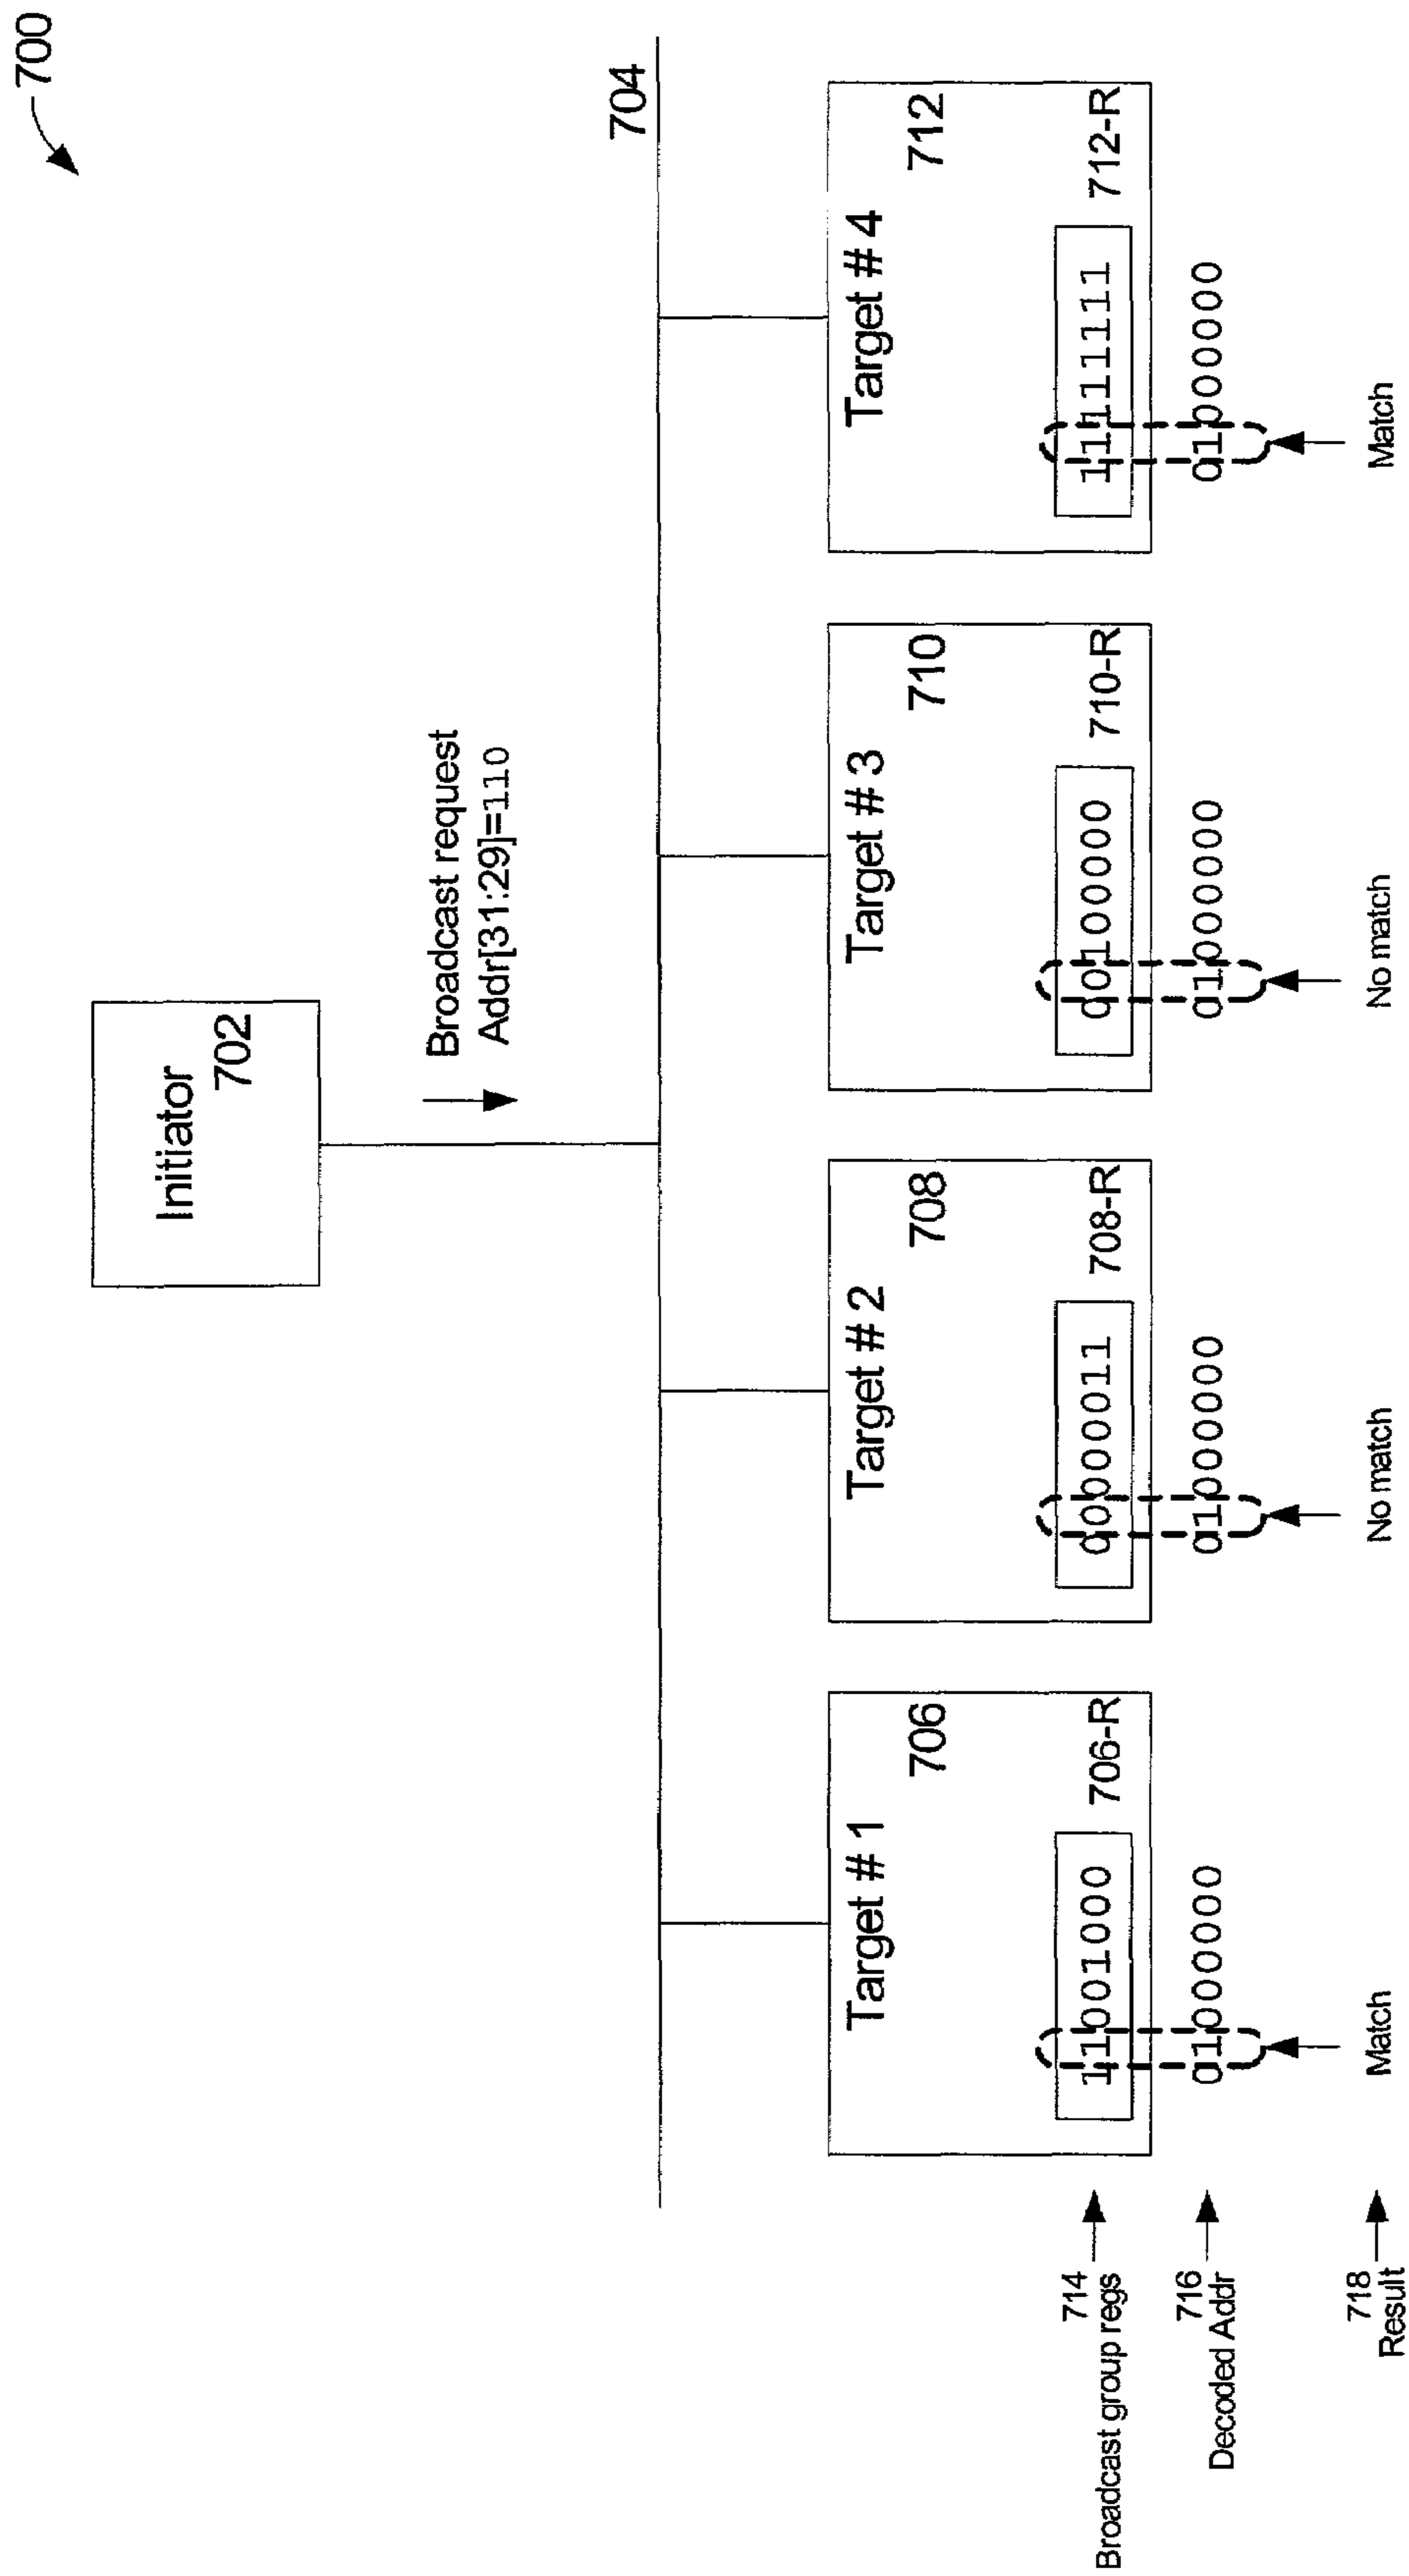 700
Initiator
702
Broadcast request
Addr[31:29]=110
704
Target # 1
706
11001000
706-R
01000000
Match
Target # 2
708
00000011
708-R
01000000
No match
Target # 3
710
00100000
710-R
01000000
No match
Target # 4
712
11111111
712-R
01000000
Match
714
Broadcast group regs
716
Decoded Addr
718
Result